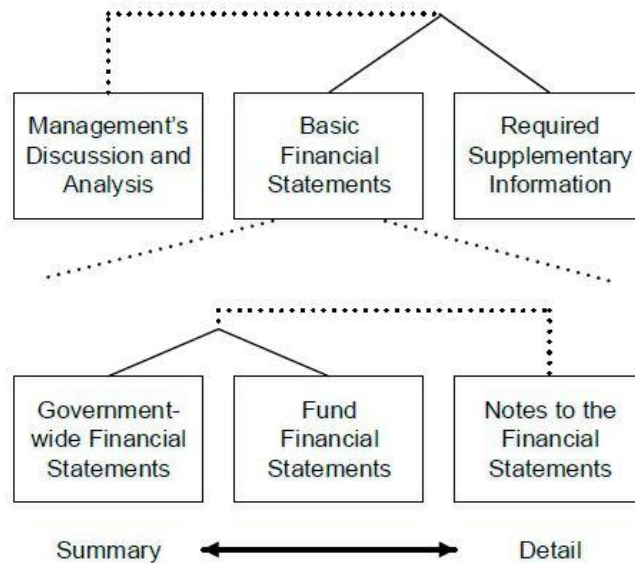 Management's
Discussion and
Analysis
Basic
Financial
Statements
Required
Supplementary
Information
Government-
wide Financial
Statements
Fund
Financial
Statements
Notes to the
Financial
Statements
Summary
Detail